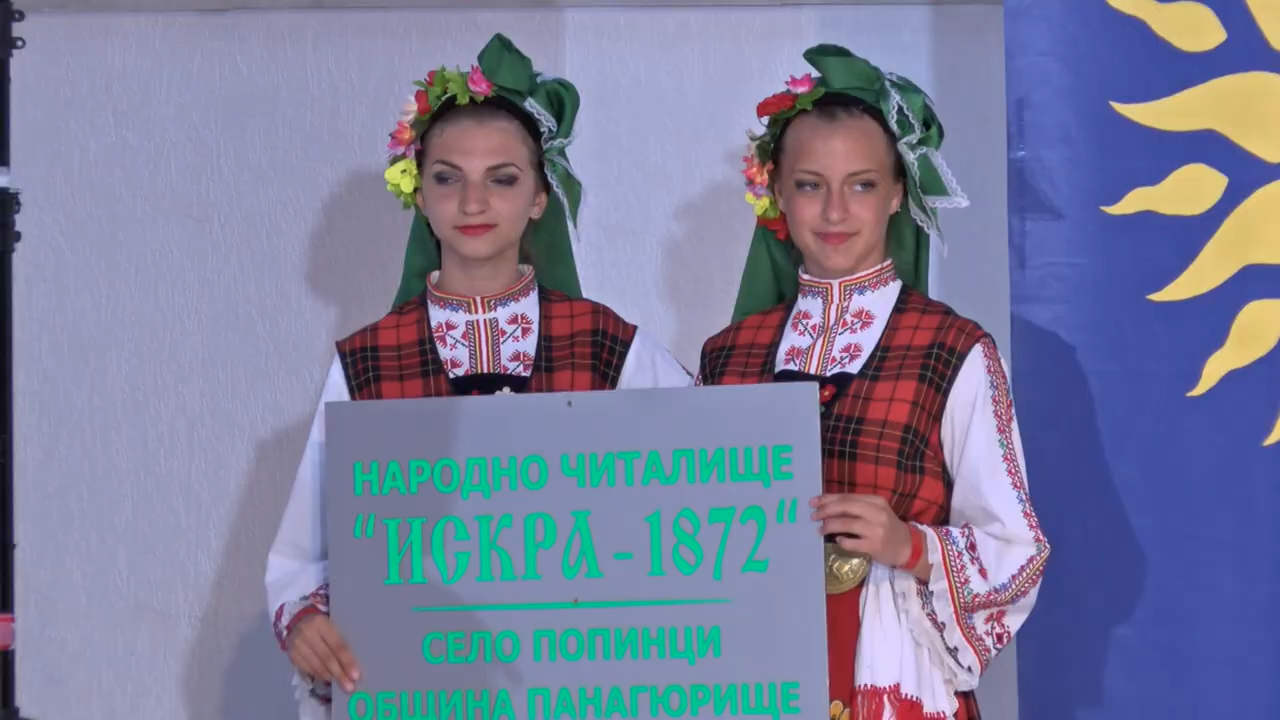 НАРОДНО ЧИТАЛИЩЕ
“ИСКРА - 1872“
СЕЛО ПОПИНЦИ
ОБЩИНА ПАНАГЮРИЩЕ